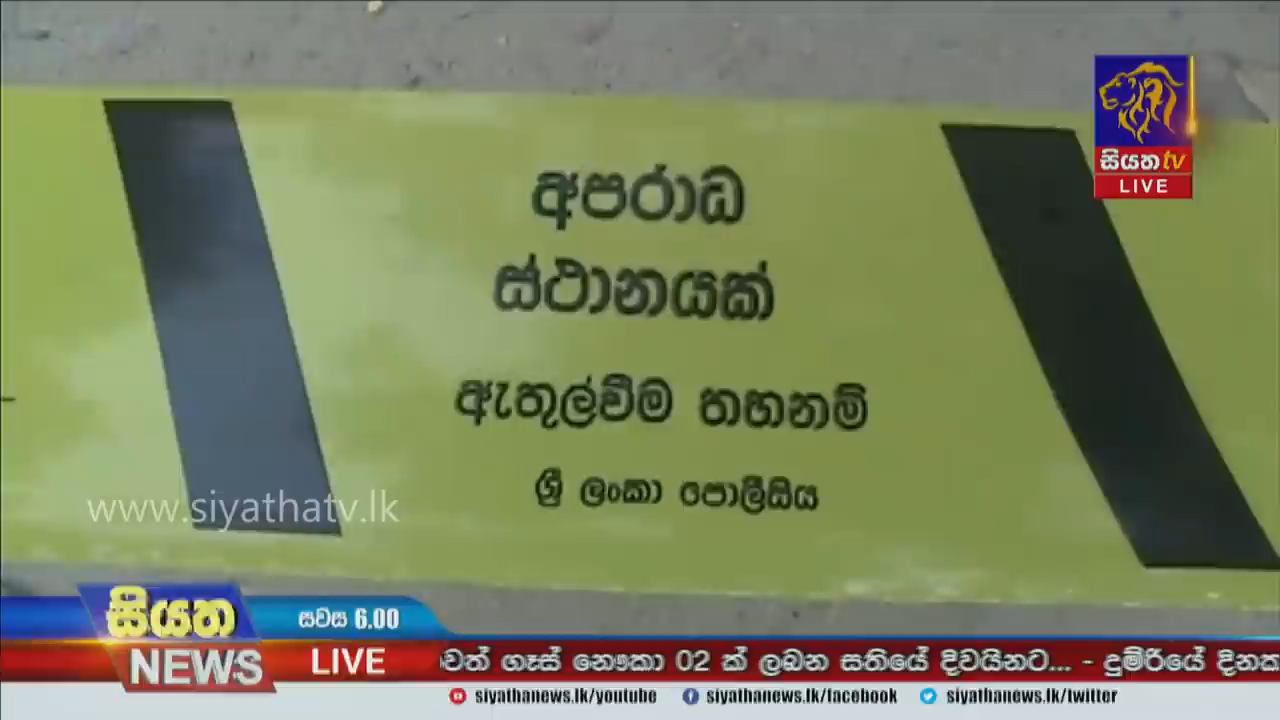 සියත tv
LIVE
අපරාධ
ස්ථානයක්
ඇතුල්වීම තහනම්
ශ්‍රී ලංකා පොලීසිය
www.siyathatv.lk
සියත
සවස 6.00
NEWS
LIVE
ගෑස් නෞකා 02 ක් ලබන සතියේ දිවයිනට... - දුම්රියේ
siyathanews.lk/youtube
siyathanews.lk/facebook
siyathanews.lk/twitter